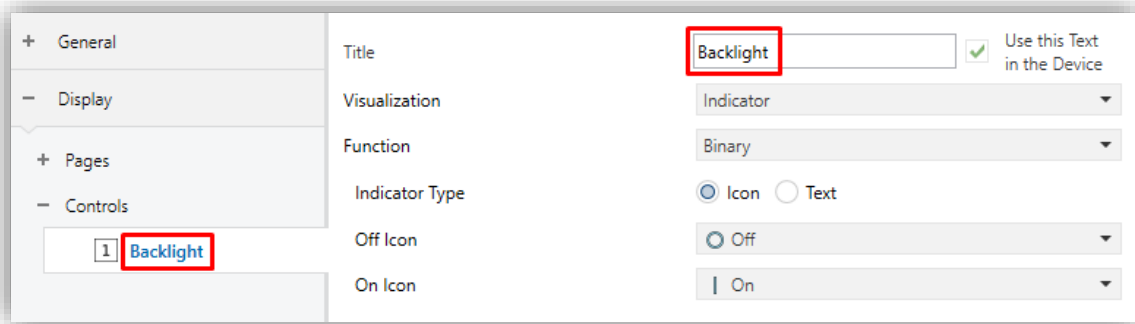 + General
− Display
+ Pages
− Controls
1 Backlight
Title Backlight Use this Text
in the Device
Visualization Indicator
Function Binary
Indicator Type Icon Text
Off Icon Off
On Icon On